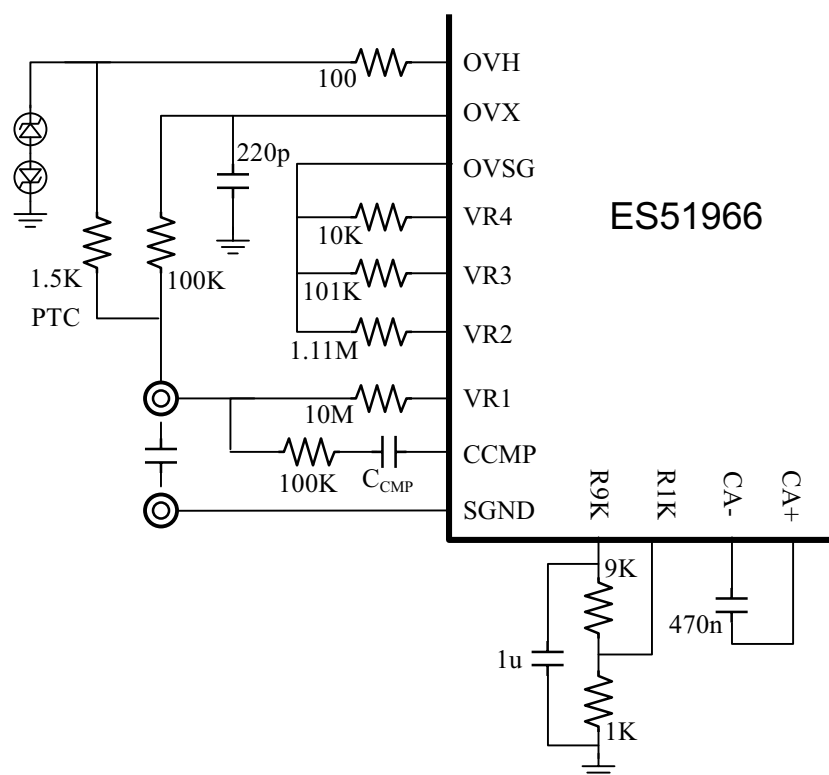 OVH
100
OVX
220p
OVSG
VR4
10K
ES51966
1.5K
PTC
100K
VR3
101K
VR2
1.11M
VR1
10M
CCMP
100K
CCMP
SGND
R9K
R1K
CA-
CA+
9K
470n
1u
1K